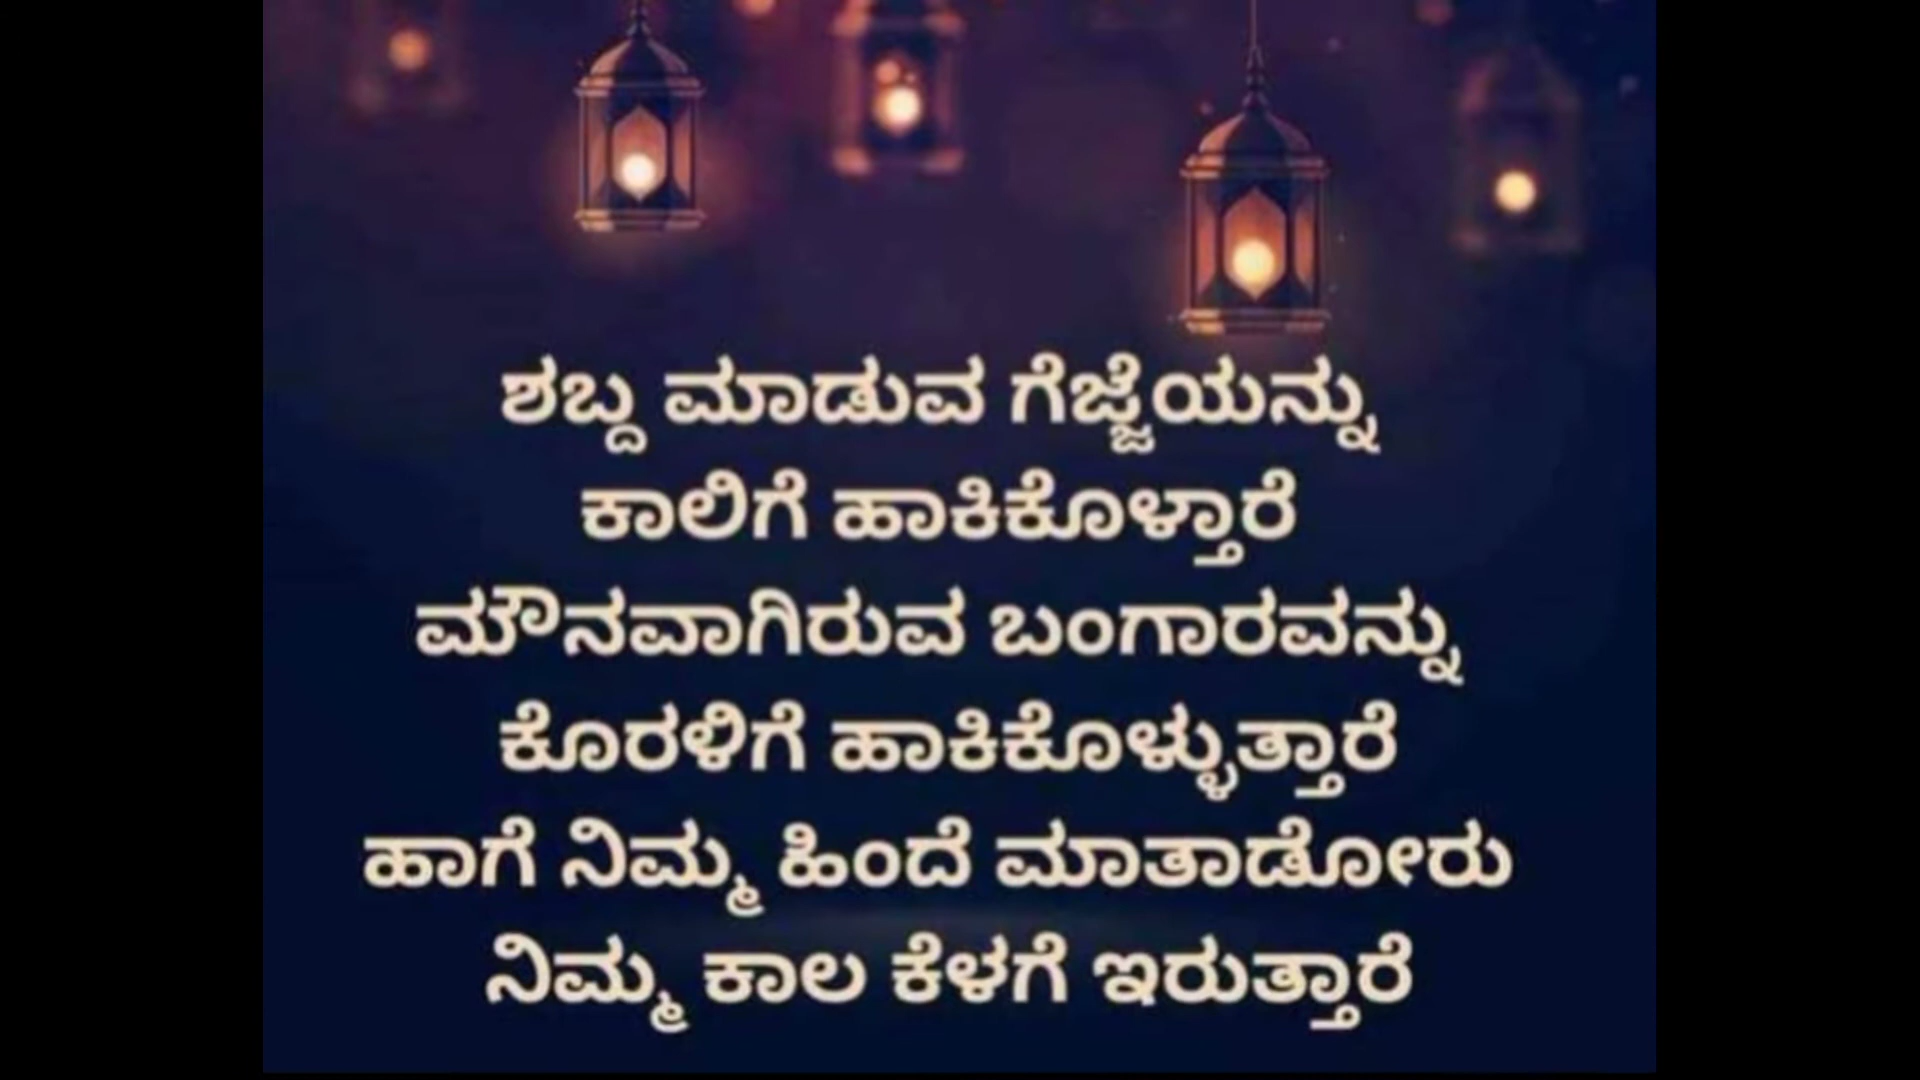 ಶಬ್ದ ಮಾಡುವ ಗೆಜ್ಜೆಯನ್ನು
ಕಾಲಿಗೆ ಹಾಕಿಕೊಳ್ತಾರೆ
ಮೌನವಾಗಿರುವ ಬಂಗಾರವನ್ನು
ಕೊರಳಿಗೆ ಹಾಕಿಕೊಳ್ಳುತ್ತಾರೆ
ಹಾಗೆ ನಿಮ್ಮ ಹಿಂದೆ ಮಾತಾಡೋರು
ನಿಮ್ಮ ಕಾಲ ಕೆಳಗೆ ಇರುತ್ತಾರೆ